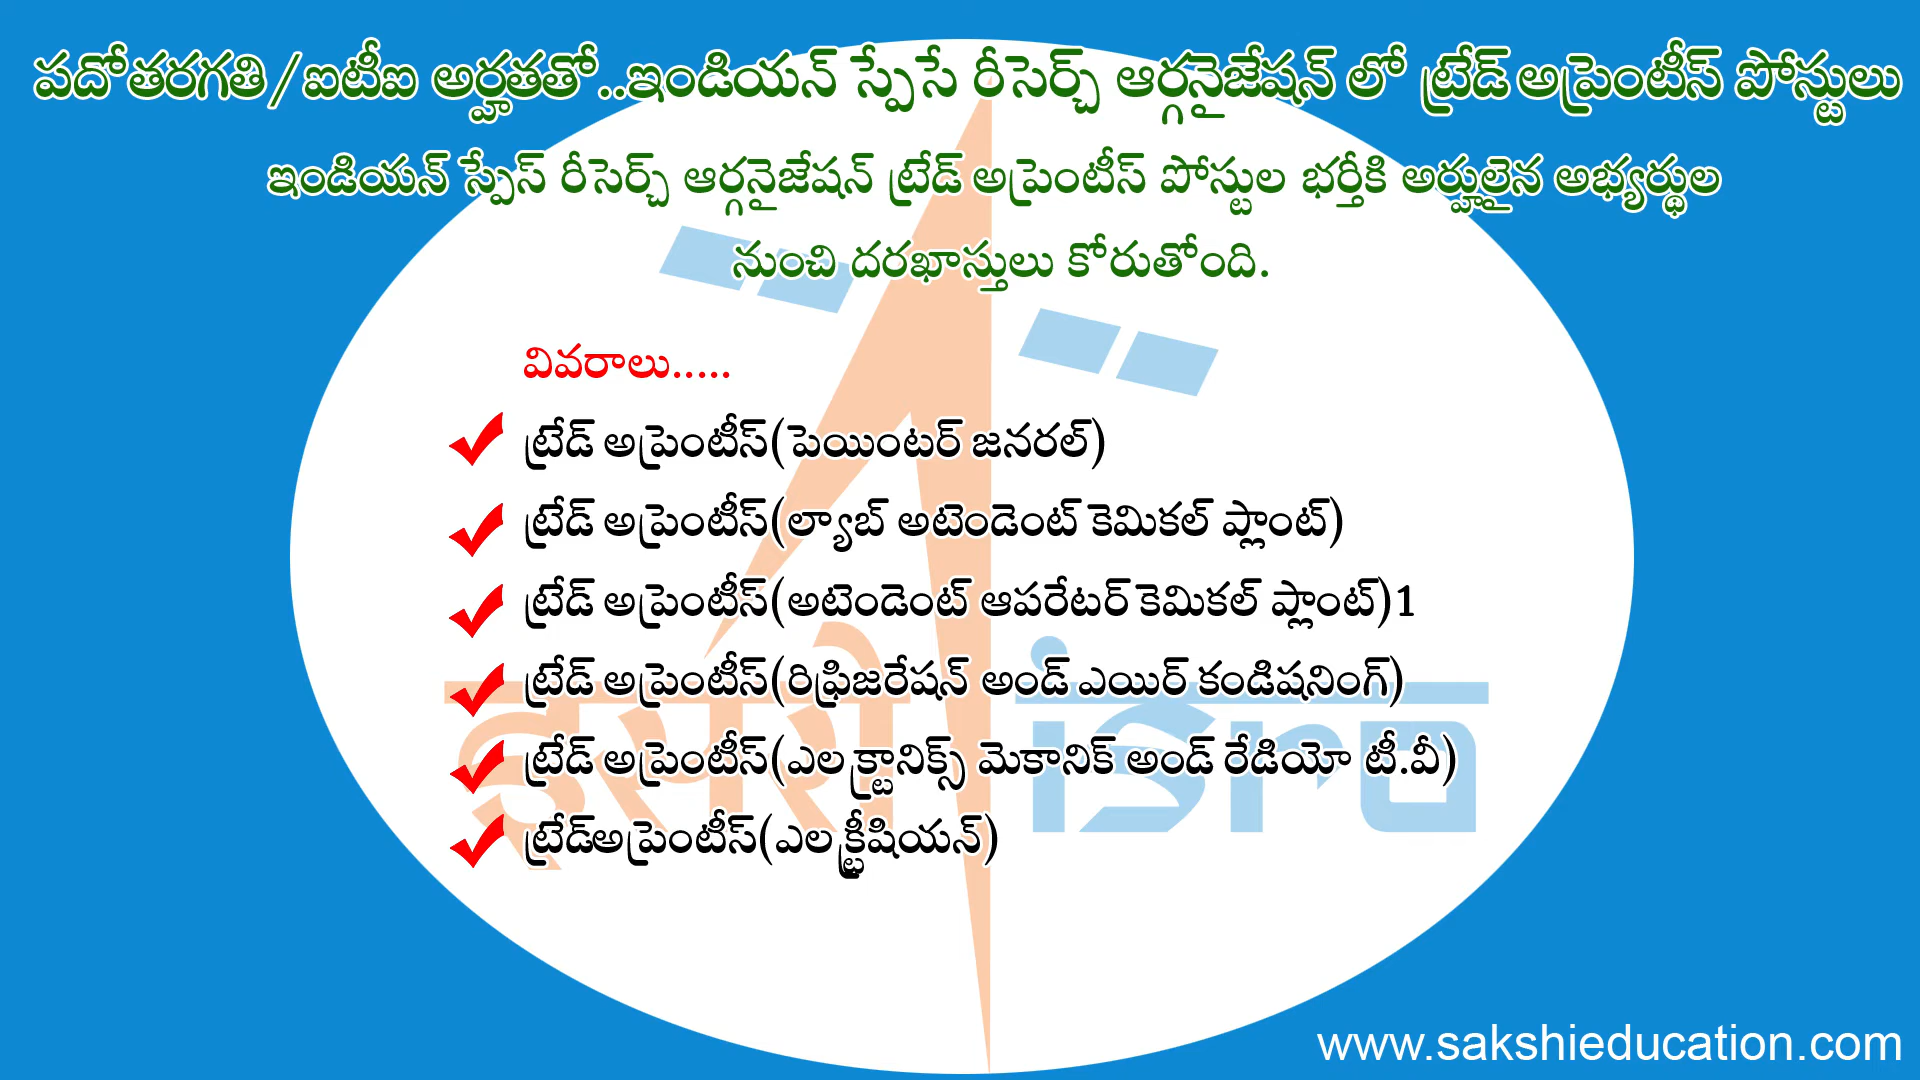 పదోతరగతి/ఐటీఐ అర్హతతో..ఇండియన్ స్పేసే రీసెర్చ్ ఆర్గనైజేషన్ లో ట్రేడ్ అప్రెంటీస్ పోస్టులు
ఇండియన్ స్పేస్ రీసెర్చ్ ఆర్గనైజేషన్ ట్రేడ్ అప్రెంటీస్ పోస్టుల భర్తీకి అర్హులైన అభ్యర్థుల
నుంచి దరఖాస్తులు కోరుతోంది.
వివరాలు.....
ట్రేడ్ అప్రెంటీస్(పెయింటర్ జనరల్)
ట్రేడ్ అప్రెంటీస్(ల్యాబ్ అటెండెంట్ కెమికల్ ప్లాంట్)
ట్రేడ్ అప్రెంటీస్(అటెండెంట్ ఆపరేటర్ కెమికల్ ప్లాంట్)1
ట్రేడ్ అప్రెంటీస్(రిఫ్రిజరేషన్ అండ్ ఎయిర్ కండిషనింగ్)
ట్రేడ్ అప్రెంటీస్(ఎలక్ట్రానిక్స్ మెకానిక్ అండ్ రేడియో టీ.వీ)
ట్రేడ్అప్రెంటీస్(ఎలక్ట్రీషియన్)
इसरो isro
www.sakshieducation.com